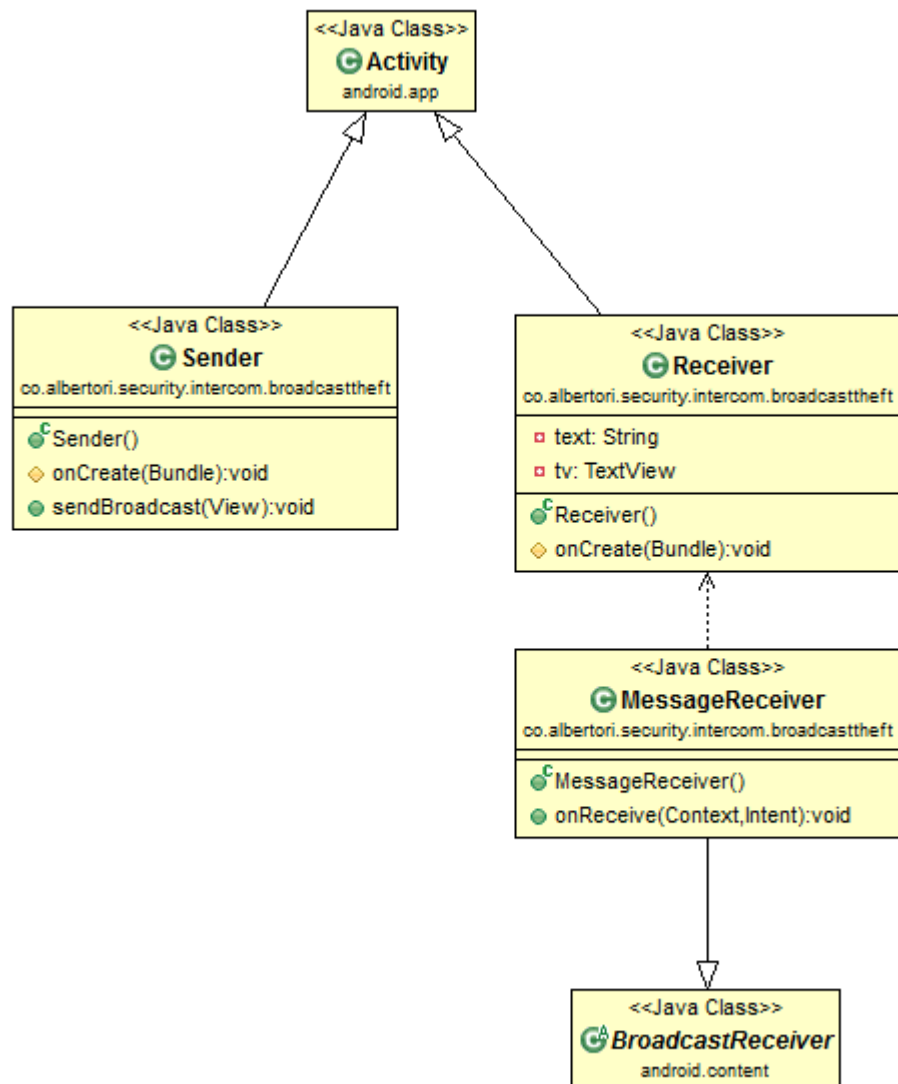 <<Java Class>>
Activity
android.app
<<Java Class>>
Sender
co.albertori.security.intercom.broadcasttheft
Sender()
onCreate(Bundle):void
sendBroadcast(View):void
<<Java Class>>
Receiver
co.albertori.security.intercom.broadcasttheft
text: String
tv: TextView
Receiver()
onCreate(Bundle):void
<<Java Class>>
MessageReceiver
co.albertori.security.intercom.broadcasttheft
MessageReceiver()
onReceive(Context,Intent):void
<<Java Class>>
BroadcastReceiver
android.content